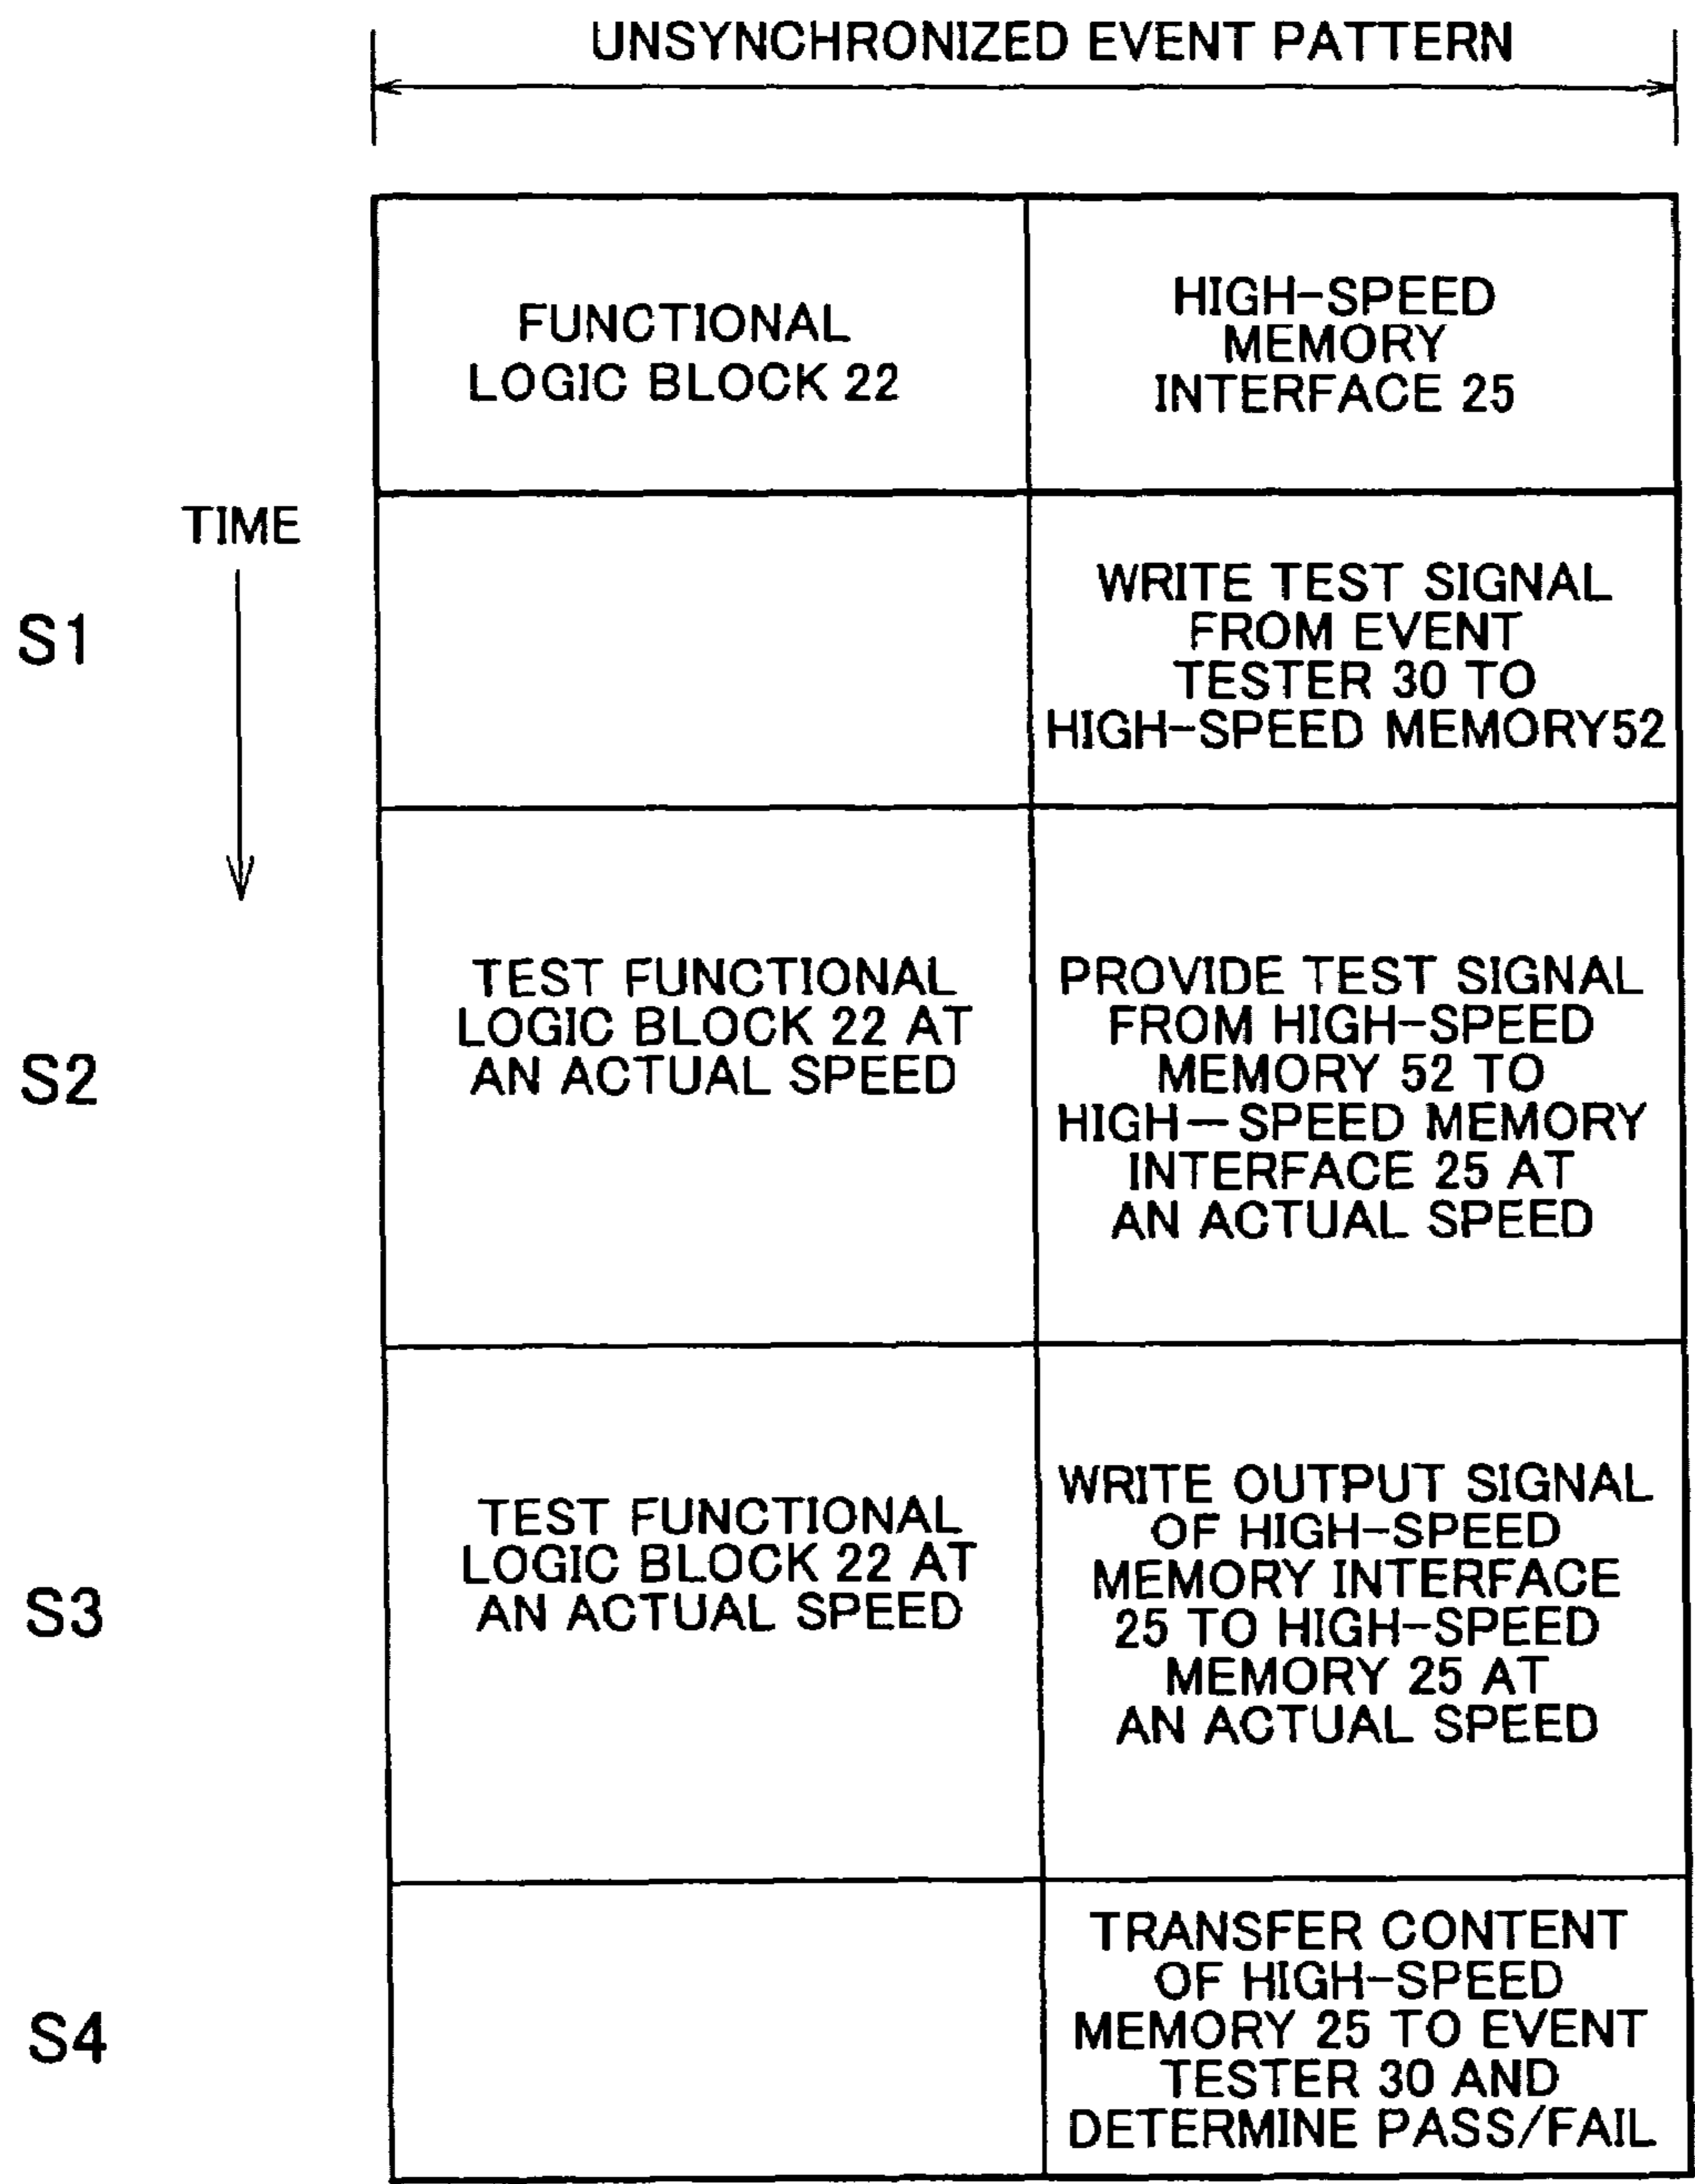 UNSYNCHRONIZED EVENT PATTERN
FUNCTIONAL
LOGIC BLOCK 22
HIGH-SPEED
MEMORY
INTERFACE 25
TIME
S1
WRITE TEST SIGNAL
FROM EVENT
TESTER 30 TO
HIGH-SPEED MEMORY52
S2
TEST FUNCTIONAL
LOGIC BLOCK 22 AT
AN ACTUAL SPEED
PROVIDE TEST SIGNAL
FROM HIGH-SPEED
MEMORY 52 TO
HIGH—SPEED MEMORY
INTERFACE 25 AT
AN ACTUAL SPEED
S3
TEST FUNCTIONAL
LOGIC BLOCK 22 AT
AN ACTUAL SPEED
WRITE OUTPUT SIGNAL
OF HIGH-SPEED
MEMORY INTERFACE
25 TO HIGH-SPEED
MEMORY 25 AT
AN ACTUAL SPEED
S4
TRANSFER CONTENT
OF HIGH-SPEED
MEMORY 25 TO EVENT
TESTER 30 AND
DETERMINE PASS/FAIL